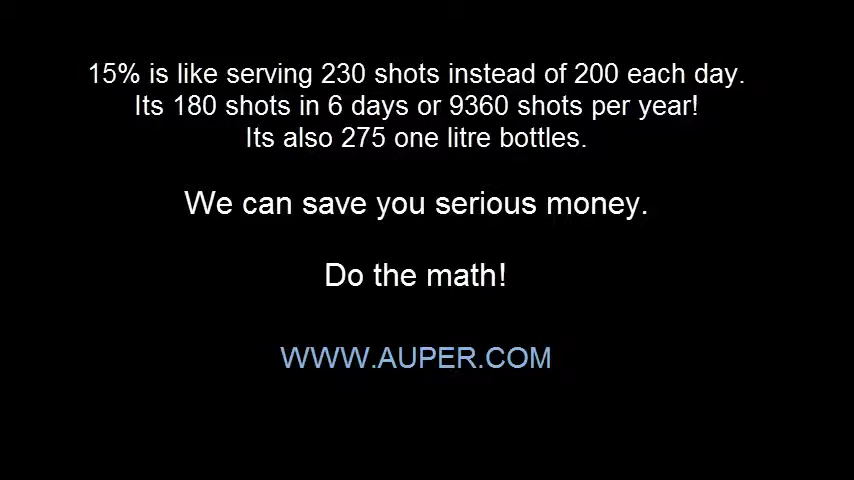 15% is like serving 230 shots instead of 200 each day.
Its 180 shots in 6 days or 9360 shots per year!
Its also 275 one litre bottles.
We can save you serious money.
Do the math!
WWW.AUPER.COM